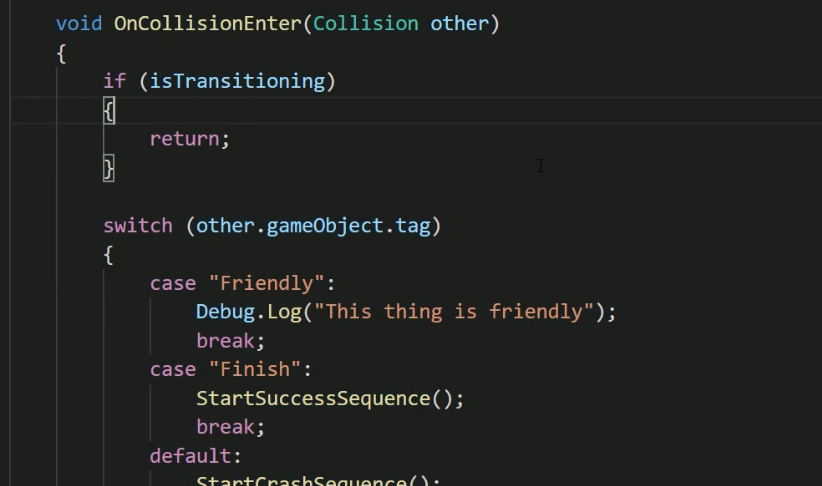 void OnCollisionEnter(Collision other)
{
if (isTransitioning)
{
return;
}
switch (other.gameObject.tag)
{
case "Friendly":
Debug.Log("This thing is friendly");
break;
case "Finish":
StartSuccessSequence();
break;
default:
StartCrashSequence();